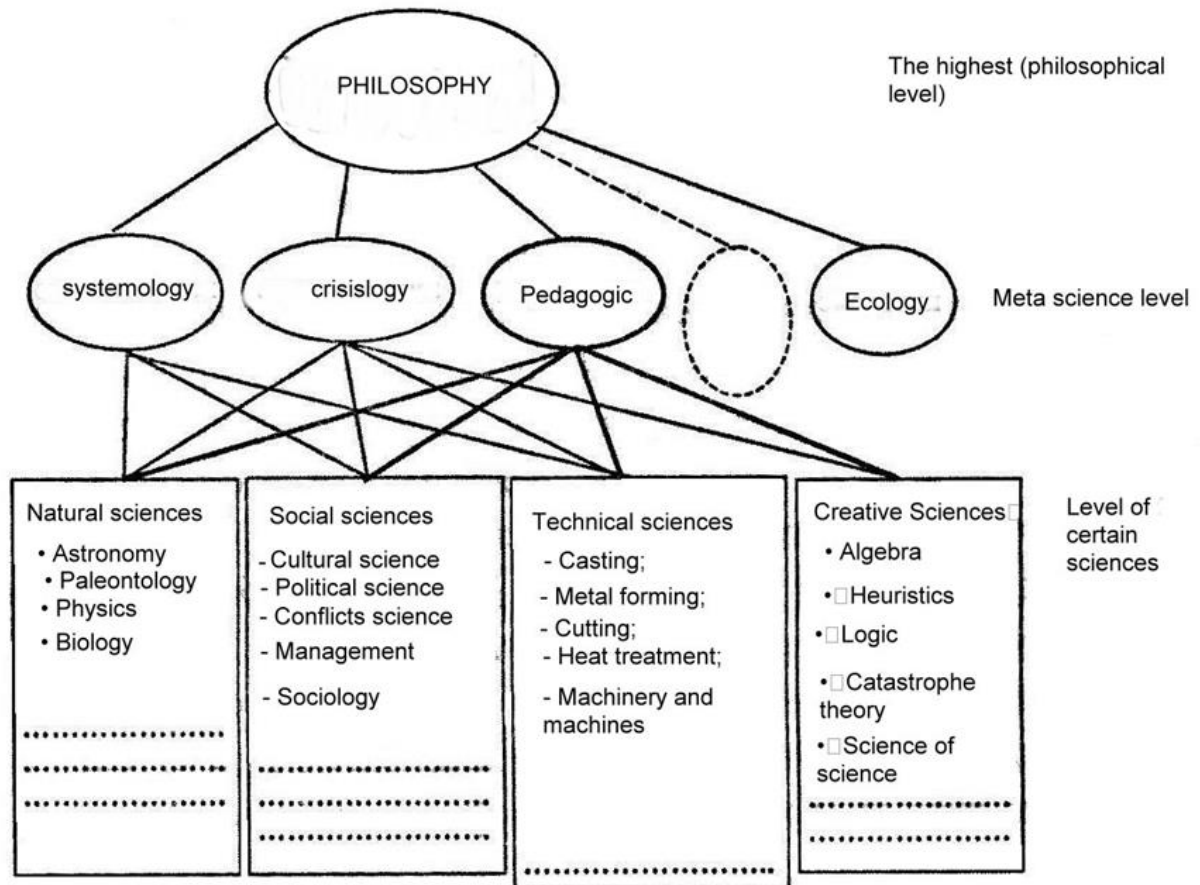 PHILOSOPHY
The highest (philosophical
level)
systemology
crisislogy
Pedagogic
Ecology
Meta science level
Natural sciences
• Astronomy
• Paleontology
• Physics
• Biology
Social sciences
- Cultural science
- Political science
- Conflicts science
- Management
- Sociology
Technical sciences
- Casting;
- Metal forming;
- Cutting;
- Heat treatment;
- Machinery and
machines
Creative Sciences
• Algebra
• Heuristics
• Logic
• Catastrophe
theory
• Science of
science
Level of
certain
sciences